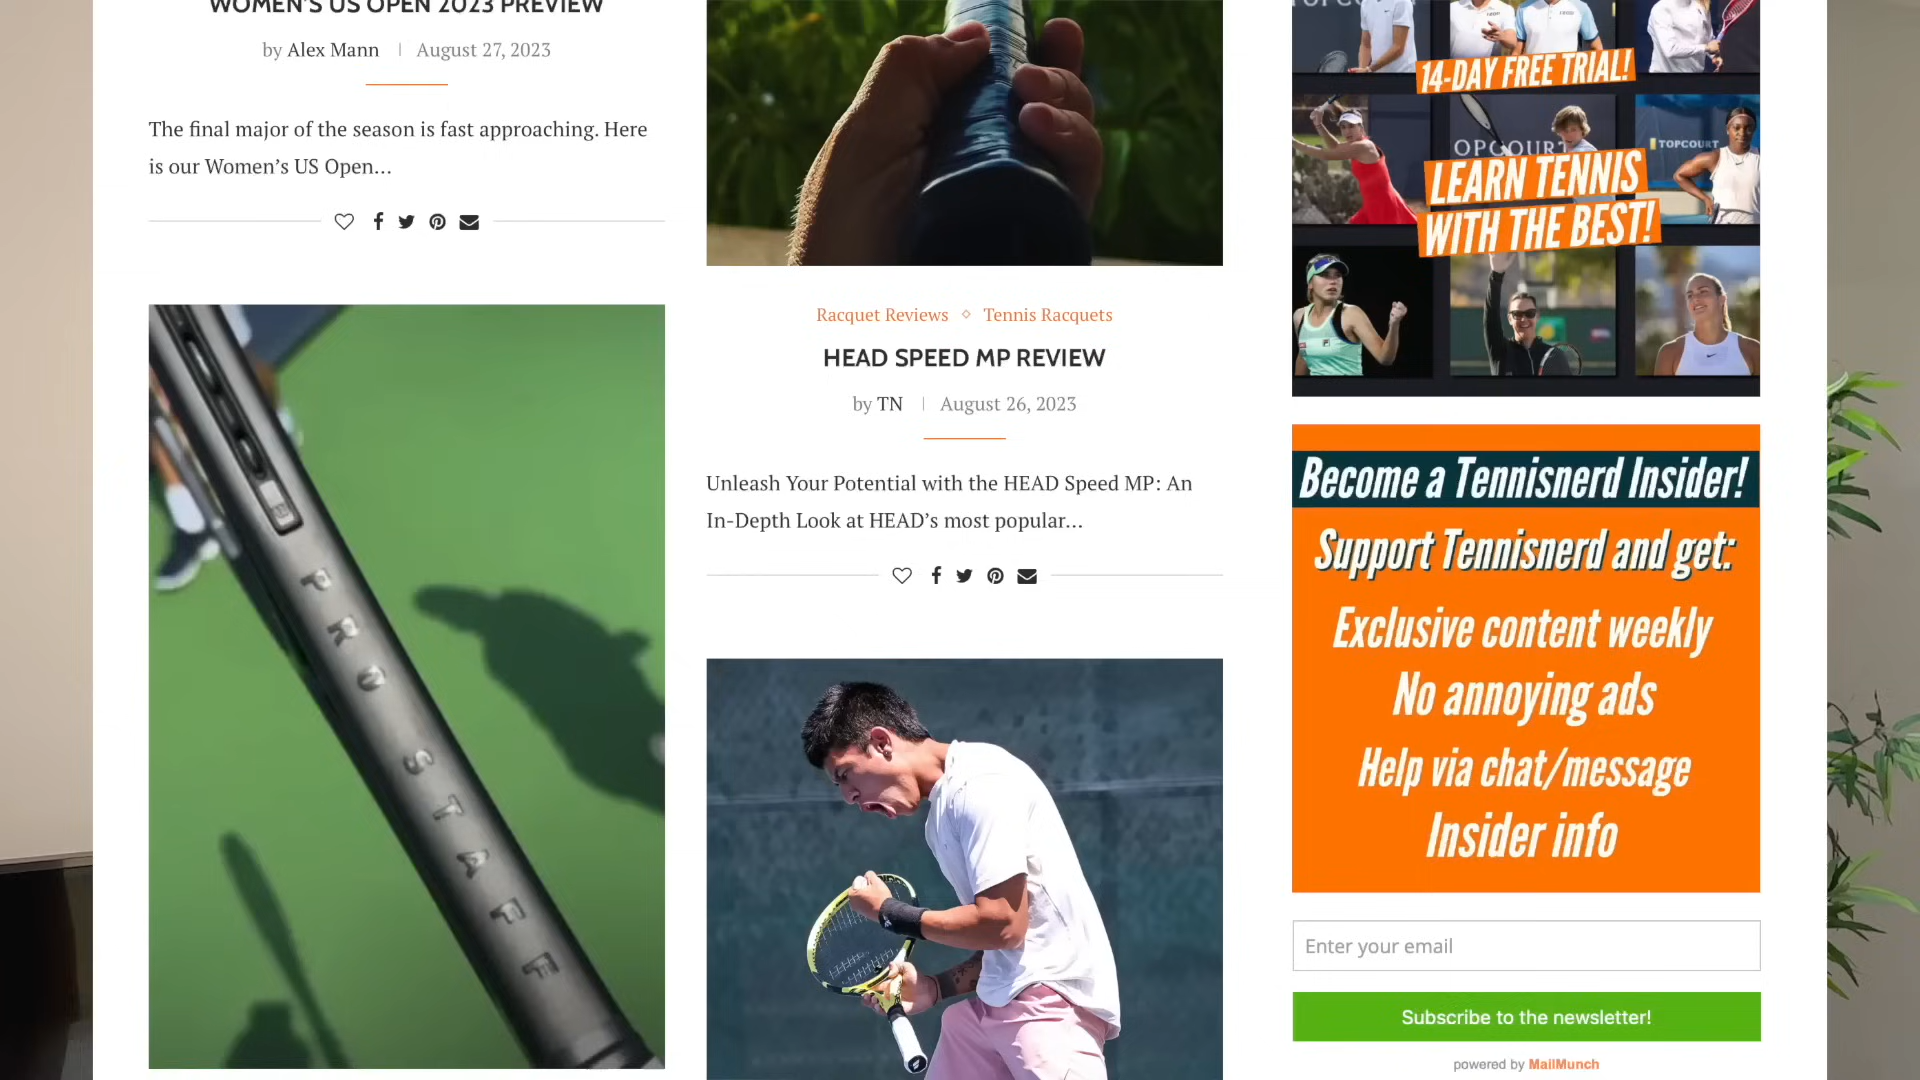 WOMEN'S US OPEN 2023 PREVIEW
by Alex Mann | August 27, 2023
The final major of the season is fast approaching. Here
is our Women’s US Open…
PRO STAFF
Racquet Reviews ◇ Tennis Racquets
HEAD SPEED MP REVIEW
by TN | August 26, 2023
Unleash Your Potential with the HEAD Speed MP: An
In-Depth Look at HEAD’s most popular…
14-DAY FREE TRIAL!
OPCOURT
TOPCOURT
LEARN TENNIS
WITH THE BEST!
Become a Tennisnerd Insider!
Support Tennisnerd and get:
Exclusive content weekly
No annoying ads
Help via chat/message
Insider info
Enter your email
Subscribe to the newsletter!
powered by MailMunch